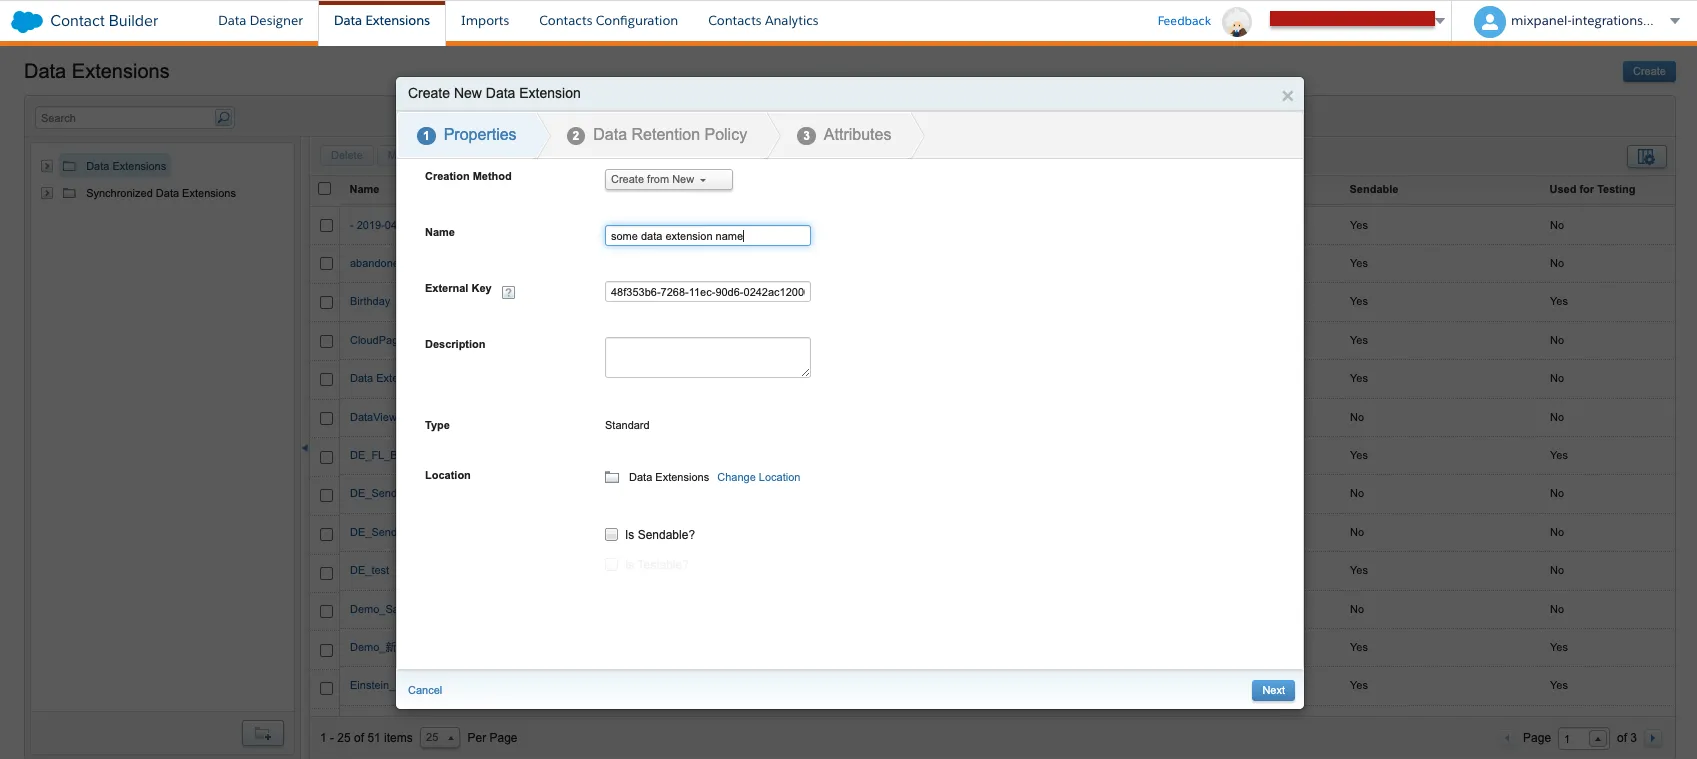 Contact Builder Data Designer Data Extensions Imports Contacts Configuration Contacts Analytics Feedback mixpanel-integrations...
Data Extensions Create
Create New Data Extension
Search
1 Properties 2 Data Retention Policy 3 Attributes
Delete
Data Extensions
Synchronized Data Extensions
Name Sendable Used for Testing
Creation Method Create from New
- 2019-04 Yes No
Name some data extension name
abandone Yes No
External Key ? 48f353b6-7268-11ec-90d6-0242ac1200
Birthday Yes Yes
Description
CloudPag Yes No
Data Exte Yes No
DataView No No
Type Standard
DE_FL_E Yes Yes
Location Data Extensions Change Location
DE_Send No No
DE_Send No No
Is Sendable?
Is Testable?
DE_test Yes No
Demo_Sa No No
Demo_新 Yes Yes
Einstein_ Yes Yes
Cancel Next
1 - 25 of 51 items 25 Per Page Page 1 of 3